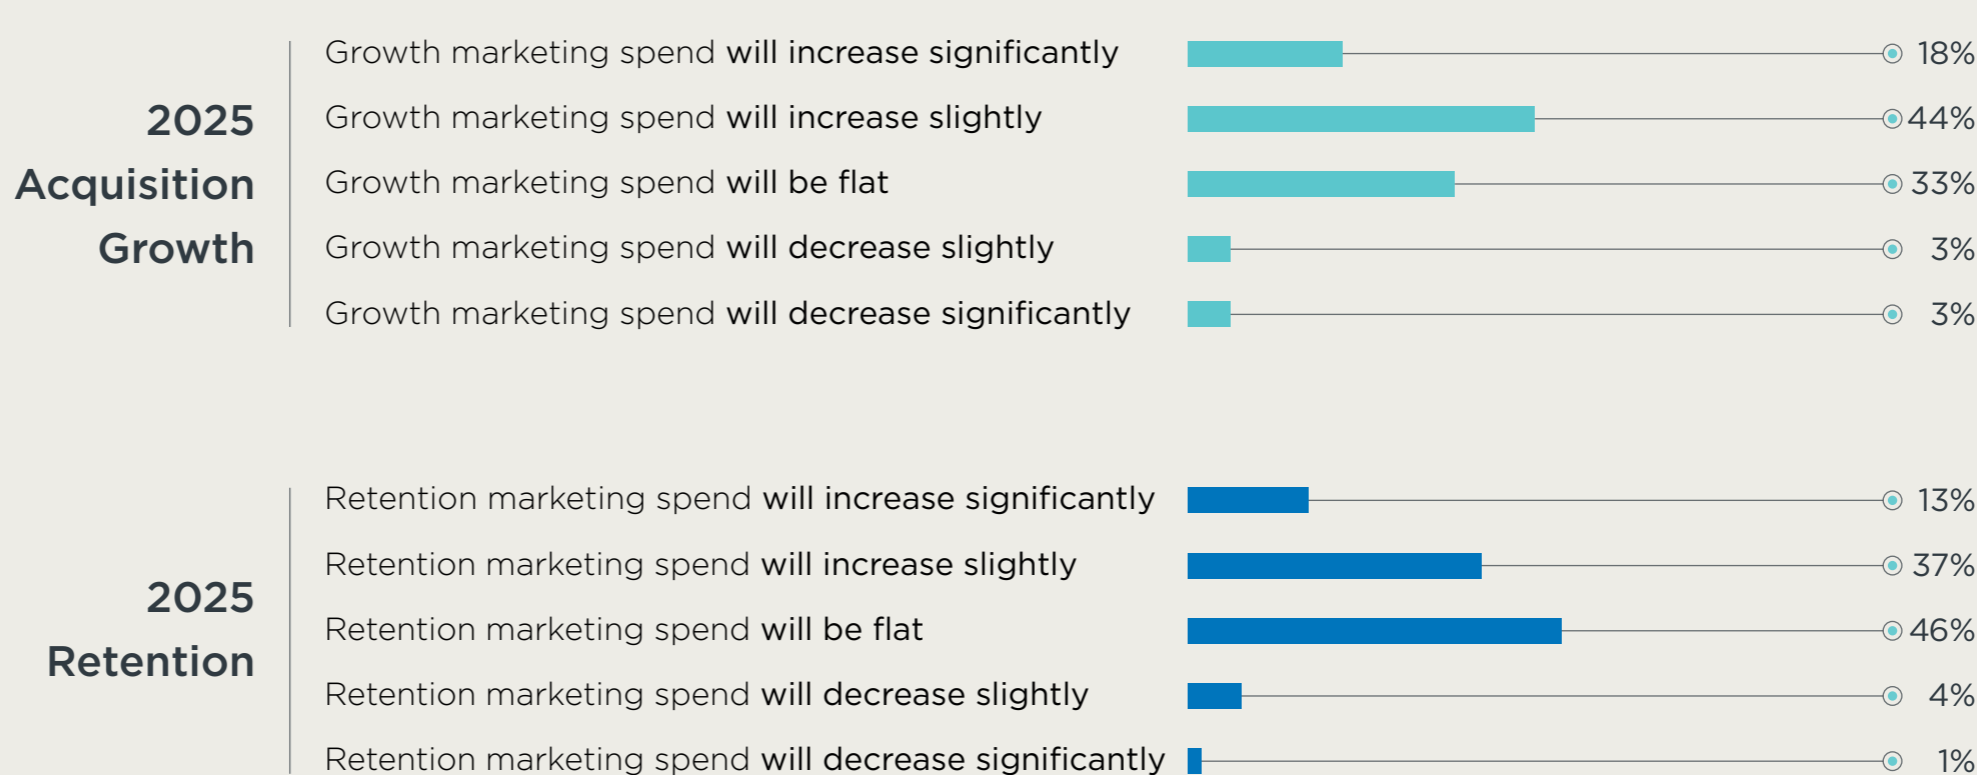 2025
Acquisition
Growth
Growth marketing spend will increase significantly 18%
Growth marketing spend will increase slightly 44%
Growth marketing spend will be flat 33%
Growth marketing spend will decrease slightly 3%
Growth marketing spend will decrease significantly 3%
2025
Retention
Retention marketing spend will increase significantly 13%
Retention marketing spend will increase slightly 37%
Retention marketing spend will be flat 46%
Retention marketing spend will decrease slightly 4%
Retention marketing spend will decrease significantly 1%